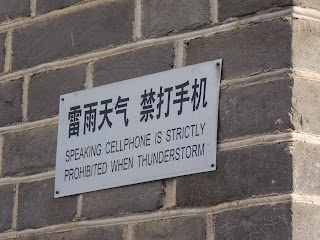 雷雨天气 禁打手机
SPEAKING CELLPHONE IS STRICTLY
PROHIBITED WHEN THUNDERSTORM